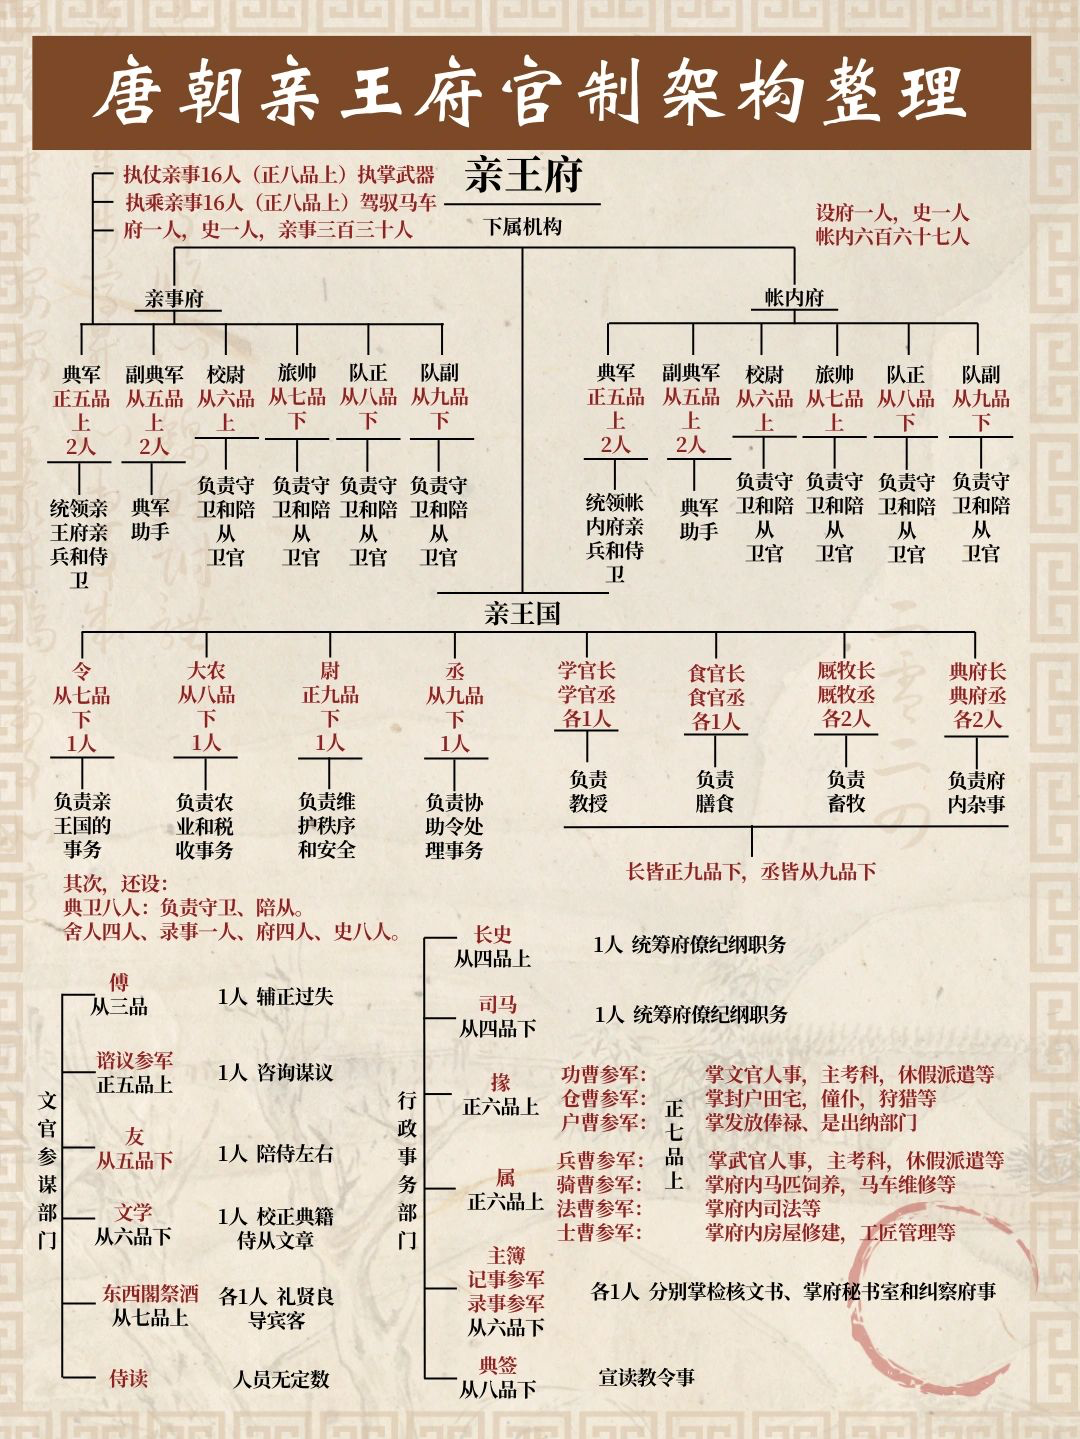 唐朝亲王府官制架构整理
执仗亲事16人（正八品上）执掌武器
执乘亲事16人（正八品上）驾驭马车
府一人，史一人，亲事三百三十人
亲王府
下属机构
设府一人，史一人
帐内六百六十七人
亲事府
典军
正五品
上
2人
统领亲
王府亲
兵和侍
卫
副典军
从五品
上
2人
典军
助手
校尉
从六品
上
负责守
卫和陪
从
卫官
旅帅
从七品
下
负责守
卫和陪
从
卫官
队正
从八品
下
负责守
卫和陪
从
卫官
队副
从九品
下
负责守
卫和陪
从
卫官
帐内府
典军
正五品
上
2人
统领帐
内府亲
兵和侍
卫
副典军
从五品
上
2人
典军
助手
校尉
从六品
上
负责守
卫和陪
从
卫官
旅帅
从七品
上
负责守
卫和陪
从
卫官
队正
从八品
下
负责守
卫和陪
从
卫官
队副
从九品
下
负责守
卫和陪
从
卫官
亲王国
令
从七品
下
1人
负责亲
王国的
事务
大农
从八品
下
1人
负责农
业和税
收事务
尉
正九品
下
1人
负责维
护秩序
和安全
丞
从九品
下
1人
负责协
助令处
理事务
学官长
学官丞
各1人
负责
教授
食官长
食官丞
各1人
负责
膳食
厩牧长
厩牧丞
各2人
负责
畜牧
典府长
典府丞
各2人
负责府
内杂事
长皆正九品下，丞皆从九品下
其次，还设：
典卫八人：负责守卫、陪从。
舍人四人、录事一人、府四人、史八人。
文官参谋部门
傅
从三品
1人 辅正过失
谘议参军
正五品上
1人 咨询谋议
友
从五品下
1人 陪侍左右
文学
从六品下
1人 校正典籍
侍从文章
东西閤祭酒
从七品上
各1人 礼贤良
导宾客
侍读
人员无定数
行政事务部门
长史
从四品上
1人 统筹府僚纪纲职务
司马
从四品下
1人 统筹府僚纪纲职务
掾
正六品上
属
正六品上
功曹参军：
仓曹参军：
户曹参军：
兵曹参军：
骑曹参军：
法曹参军：
士曹参军：
正七品上
掌文官人事，主考科，休假派遣等
掌封户田宅，僮仆，狩猎等
掌发放俸禄、是出纳部门
掌武官人事，主考科，休假派遣等
掌府内马匹饲养，马车维修等
掌府内司法等
掌府内房屋修建，工匠管理等
主簿
记事参军
录事参军
从六品下
各1人 分别掌检核文书、掌府秘书室和纠察府事
典签
从八品下
宣读教令事